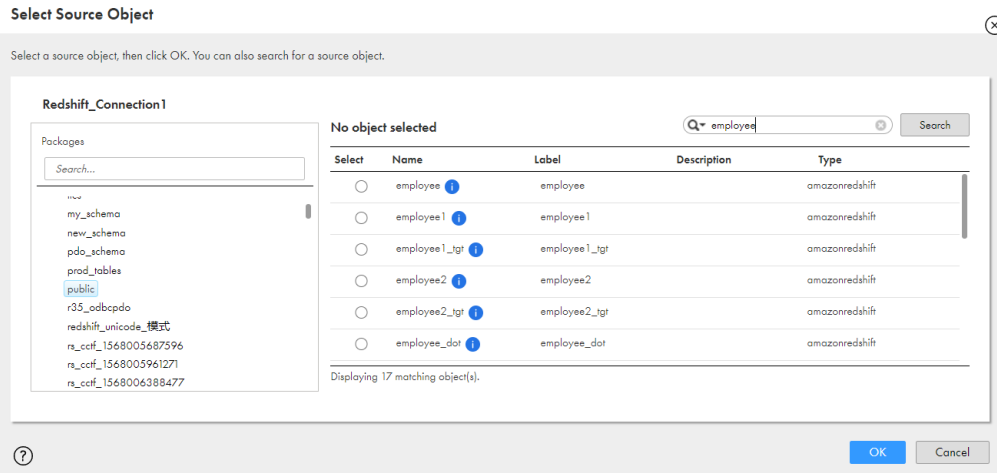 Select Source Object
Select a source object, then click OK. You can also search for a source object.
Redshift_Connection1
Packages
Search...
my_schema
new_schema
pdo_schema
prod_tables
public
r35_odbcpdo
redshift_unicode_模式
rs_cctf_1568005687596
rs_cctf_1568005961271
rs_cctf_1568006388477
No object selected
employee
Search
Select Name Label Description Type
employee employee amazonredshift
employee1 employee1 amazonredshift
employee1_tgt employee1_tgt amazonredshift
employee2 employee2 amazonredshift
employee2_tgt employee2_tgt amazonredshift
employee_dot employee_dot amazonredshift
Displaying 17 matching object(s).
OK Cancel